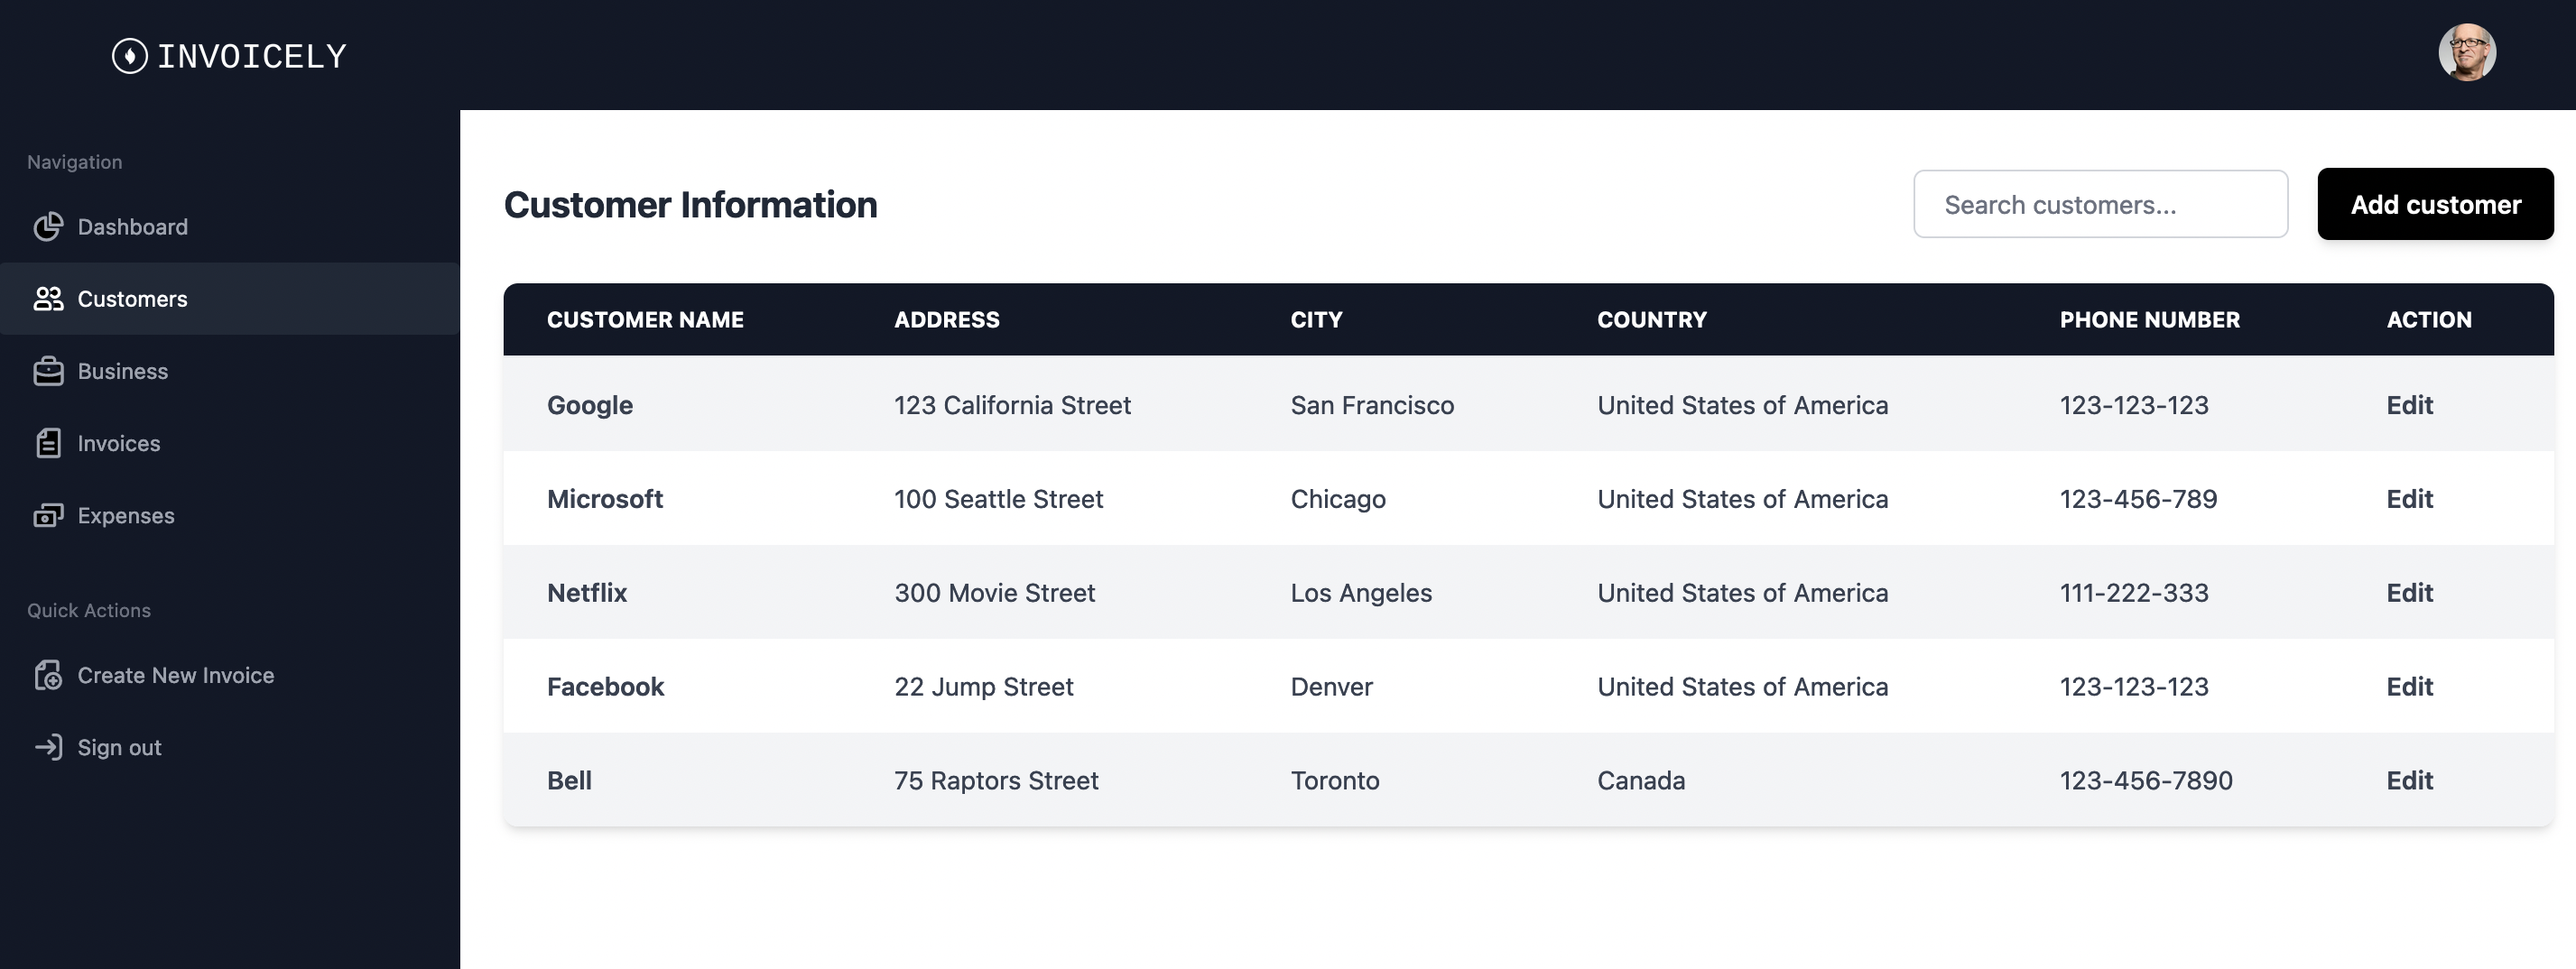 INVOICELY
Navigation
Dashboard
Customers
Business
Invoices
Expenses
Quick Actions
Create New Invoice
Sign out
Customer Information
Search customers...
Add customer
CUSTOMER NAME ADDRESS CITY COUNTRY PHONE NUMBER ACTION
Google 123 California Street San Francisco United States of America 123-123-123 Edit
Microsoft 100 Seattle Street Chicago United States of America 123-456-789 Edit
Netflix 300 Movie Street Los Angeles United States of America 111-222-333 Edit
Facebook 22 Jump Street Denver United States of America 123-123-123 Edit
Bell 75 Raptors Street Toronto Canada 123-456-7890 Edit